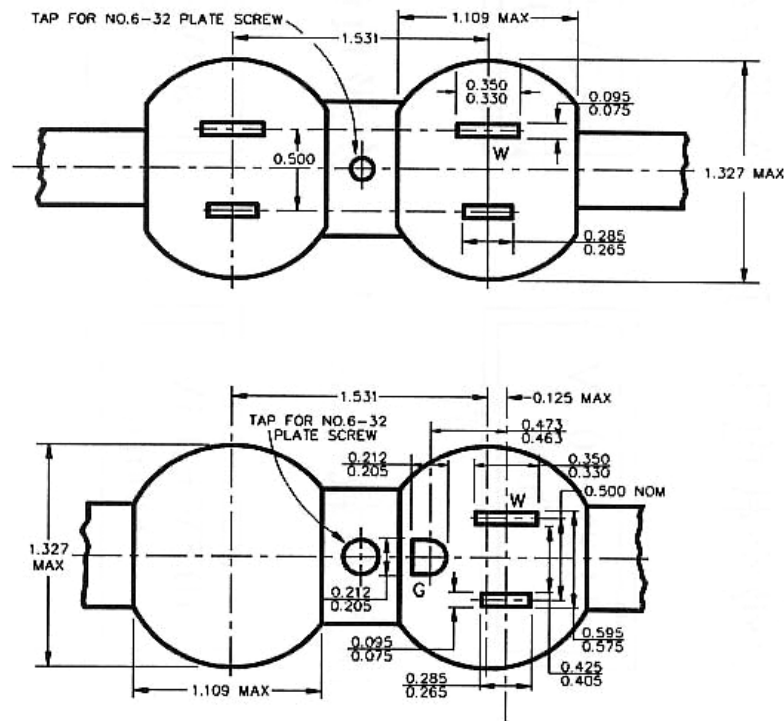 TAP FOR NO.6-32 PLATE SCREW
1.109 MAX
1.531
0.350
0.330
0.095
0.075
W
0.500
1.327 MAX
0.285
0.265
1.531
0.125 MAX
TAP FOR NO.6-32
PLATE SCREW
0.473
0.463
0.212
0.205
0.350
0.330
W
0.500 NOM
1.327
MAX
G
0.212
0.205
0.595
0.575
0.095
0.075
0.425
0.405
0.285
0.265
1.109 MAX